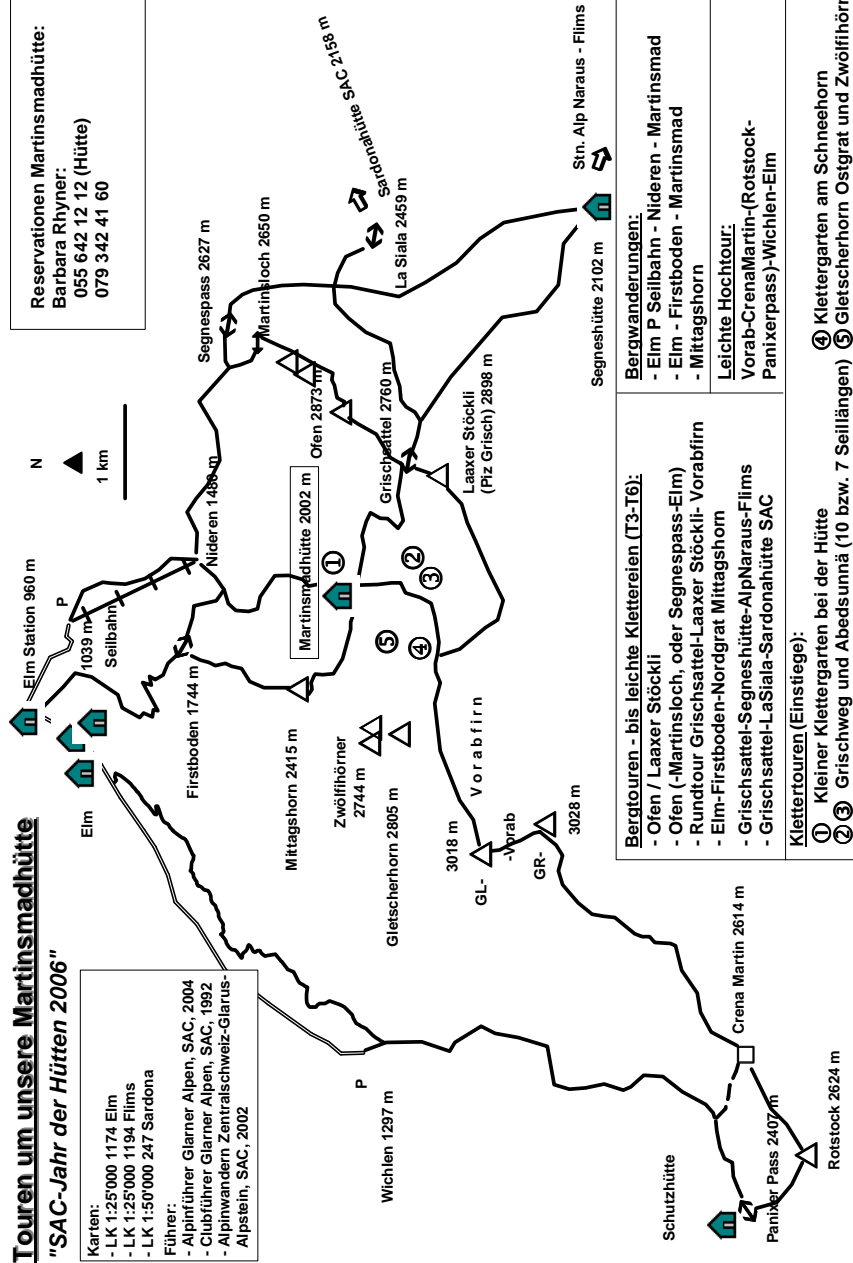 Touren um unsere Martinsmadhütte
"SAC-Jahr der Hütten 2006"
Karten:
- LK 1:25'000 1174 Elm
- LK 1:25'000 1194 Flims
- LK 1:50'000 247 Sardona
Führer:
- Alpinführer Glarner Alpen, SAC, 2004
- Clubführer Glarner Alpen, SAC, 1992
- Alpinwandern Zentralschweiz-Glarus-
Alpstein, SAC, 2002
Reservationen Martinsmadhütte:
Barbara Rhyner:
055 642 12 12 (Hütte)
079 342 41 60
N
1 km
Elm Station 960 m
P
1039 m
Seilbahn
Elm
Nideren 1480 m
Segnespass 2627 m
Martinsloch 2650 m
Sardonahütte SAC 2158 m
La Siala 2459 m
Firstboden 1744 m
Martinsmadhütte 2002 m
Ofen 2873 m
Grischsattel 2760 m
Mittagshorn 2415 m
①
②
③
④
⑤
Laaxer Stöckli
(Piz Grisch) 2898 m
Zwölfihörner
2744 m
Gletscherhorn 2805 m
Vorabfirn
3018 m
GL-
-Vorab
GR-
3028 m
Segneshütte 2102 m
Stn. Alp Naraus - Flims
P
Wichlen 1297 m
Schutzhütte
Panixer Pass 2407 m
Crena Martin 2614 m
Rotstock 2624 m
Bergtouren - bis leichte Klettereien (T3-T6):
- Ofen / Laaxer Stöckli
- Ofen (-Martinsloch, oder Segnespass-Elm)
- Rundtour Grischsattel-Laaxer Stöckli- Vorabfirn
- Elm-Firstboden-Nordgrat Mittagshorn
- Grischsattel-Segneshütte-AlpNaraus-Flims
- Grischsattel-LaSiala-Sardonahütte SAC
Bergwanderungen:
- Elm P Seilbahn - Nideren - Martinsmad
- Elm - Firstboden - Martinsmad
- Mittagshorn
Leichte Hochtour:
Vorab-CrenaMartin-(Rotstock-
Panixerpass)-Wichlen-Elm
Klettertouren (Einstiege):
① Kleiner Klettergarten bei der Hütte
② ③ Grischweg und Abedsunnä (10 bzw. 7 Seillängen)
④ Klettergarten am Schneehorn
⑤ Gletscherhorn Ostgrat und Zwölfihörn